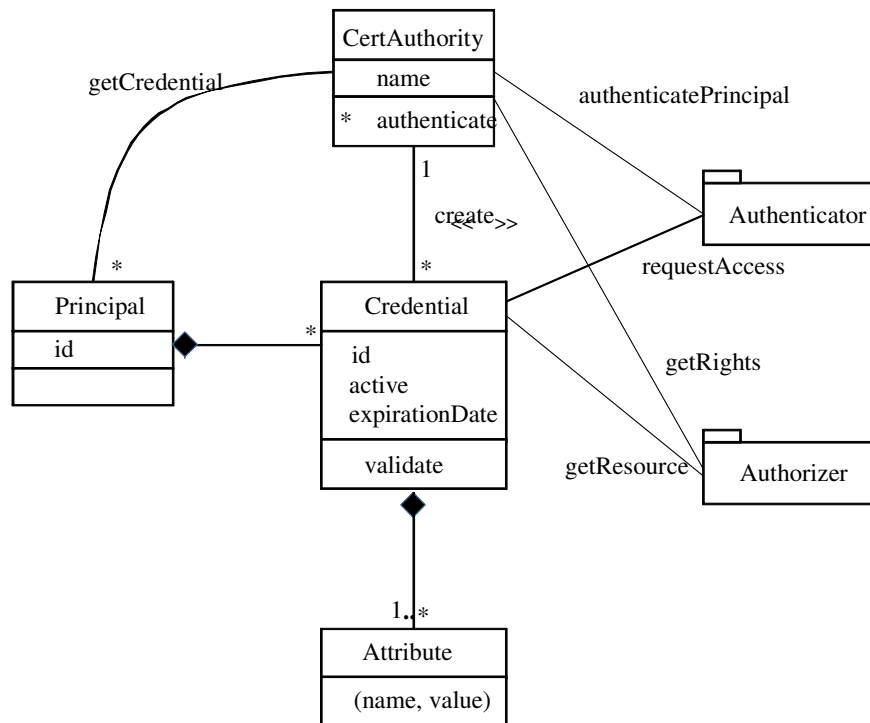 CertAuthority
name
* authenticate
getCredential
authenticatePrincipal
1
<<create>>
*
Authenticator
requestAccess
*
Principal
id
*
Credential
id
active
expirationDate
validate
getRights
getResource
Authorizer
1..*
Attribute
(name, value)